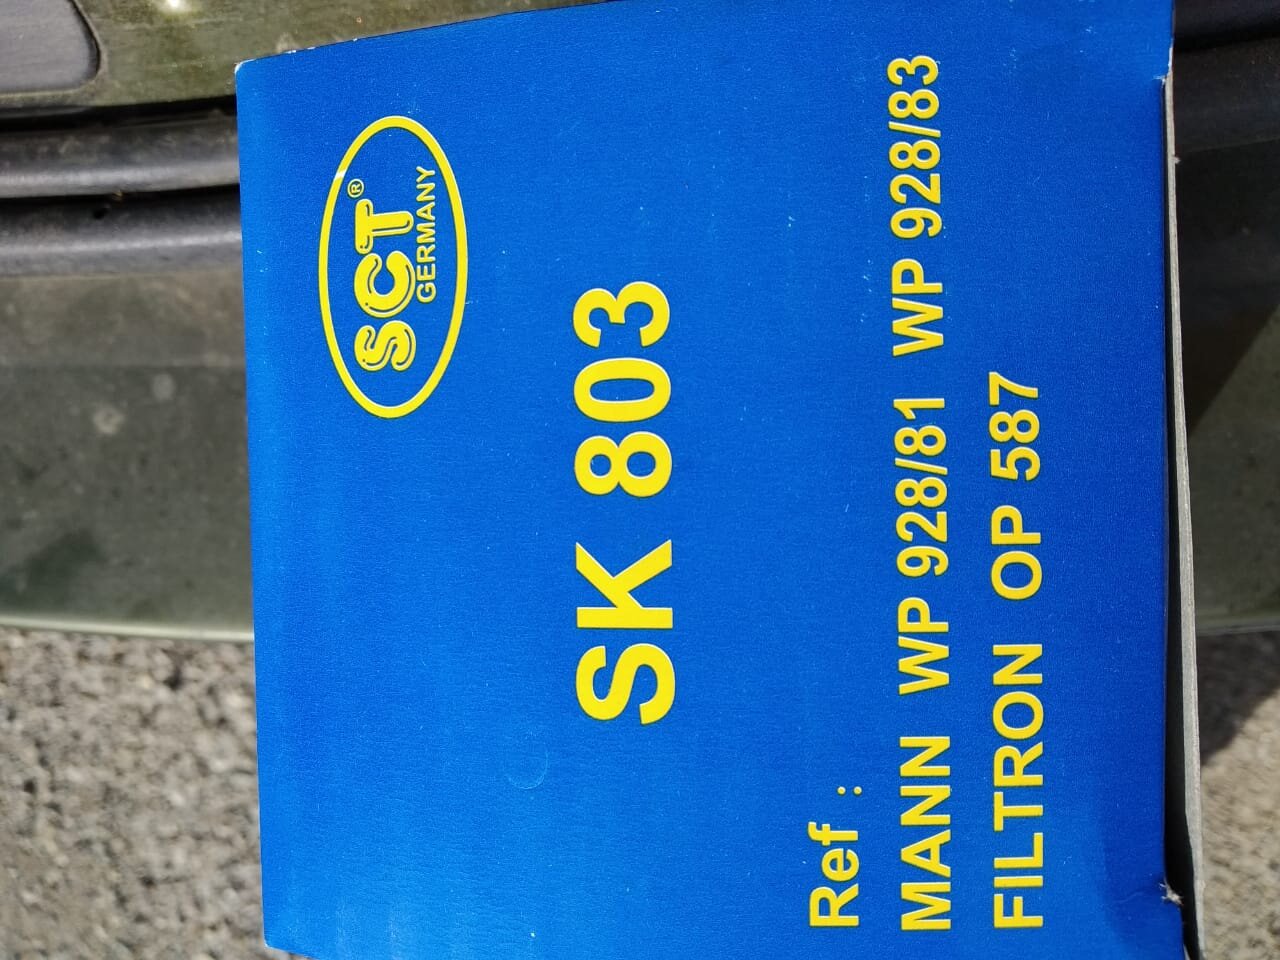 SCT®
GERMANY
SK 803
Ref :
MANN WP 928/81 WP 928/83
FILTRON OP 587